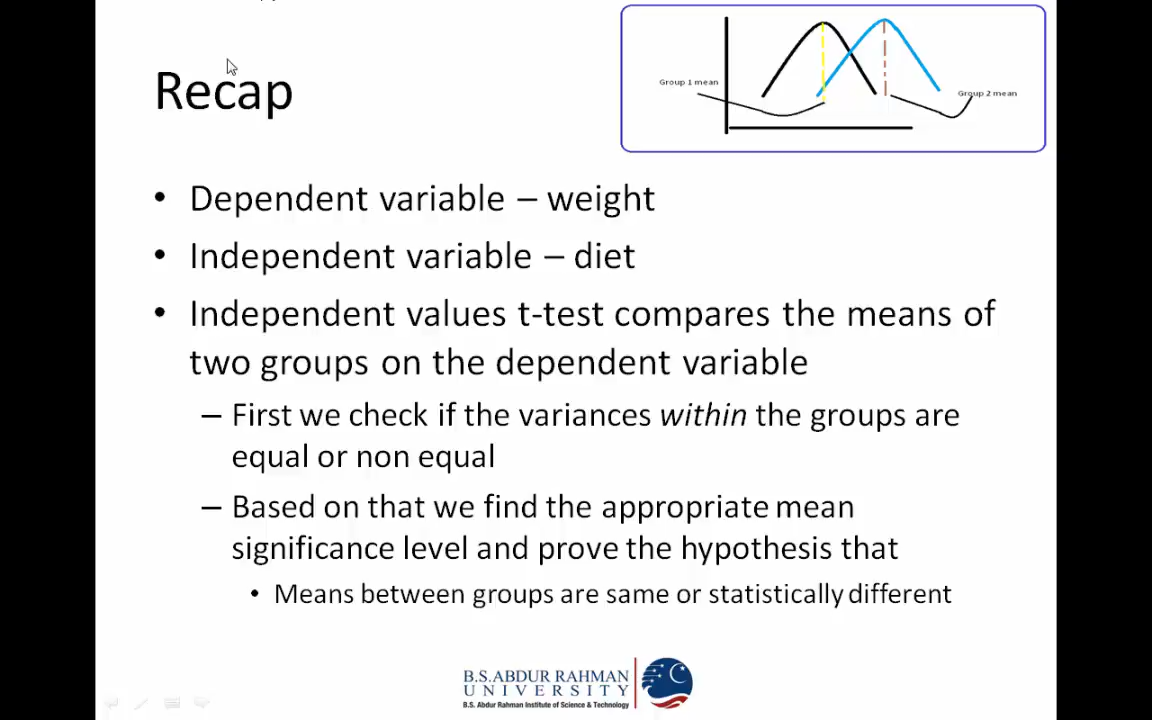 Recap
Group 1 mean
Group 2 mean
• Dependent variable – weight
• Independent variable – diet
• Independent values t-test compares the means of
two groups on the dependent variable
– First we check if the variances within the groups are
equal or non equal
– Based on that we find the appropriate mean
significance level and prove the hypothesis that
• Means between groups are same or statistically different
B.S.ABDUR RAHMAN
UNIVERSITY
B.S. Abdur Rahman Institute of Science & Technology